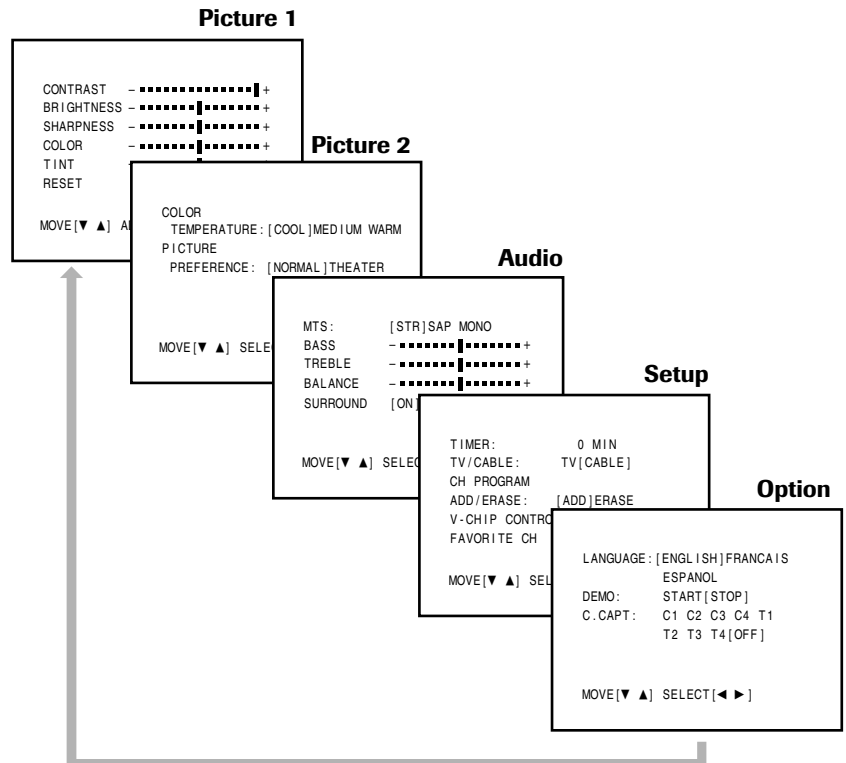 Picture 1
CONTRAST - +
BRIGHTNESS - +
SHARPNESS - +
COLOR - +
TINT -
RESET
MOVE[▼ ▲]
Picture 2
COLOR
TEMPERATURE:[COOL]MEDIUM WARM
PICTURE
PREFERENCE: [NORMAL]THEATER
MOVE[▼ ▲] SELE
Audio
MTS: [STR]SAP MONO
BASS - +
TREBLE - +
BALANCE - +
SURROUND [ON]
MOVE[▼ ▲] SELEC
Setup
TIMER: 0 MIN
TV/CABLE: TV[CABLE]
CH PROGRAM
ADD/ERASE: [ADD]ERASE
V-CHIP CONTRO
FAVORITE CH
MOVE[▼ ▲] SEL
Option
LANGUAGE:[ENGLISH]FRANCAIS
ESPANOL
DEMO: START[STOP]
C.CAPT: C1 C2 C3 C4 T1
T2 T3 T4[OFF]
MOVE[▼ ▲] SELECT[◄ ►]